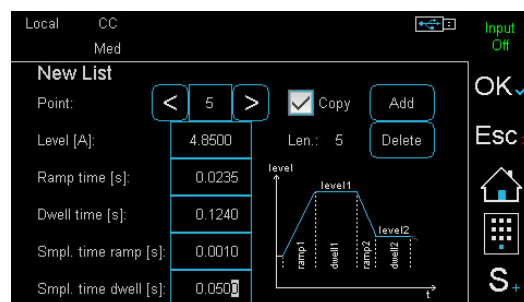 Local CC
Med
Input
Off
New List
Point: < 5 > Copy Add
Level [A]: 4.8500 Len.: 5 Delete
Ramp time [s]: 0.0235
Dwell time [s]: 0.1240
Smpl. time ramp [s]: 0.0010
Smpl. time dwell [s]: 0.0500
level
level1
level2
ramp1
dwell1
ramp2
dwell2
t
OK
Esc
S+